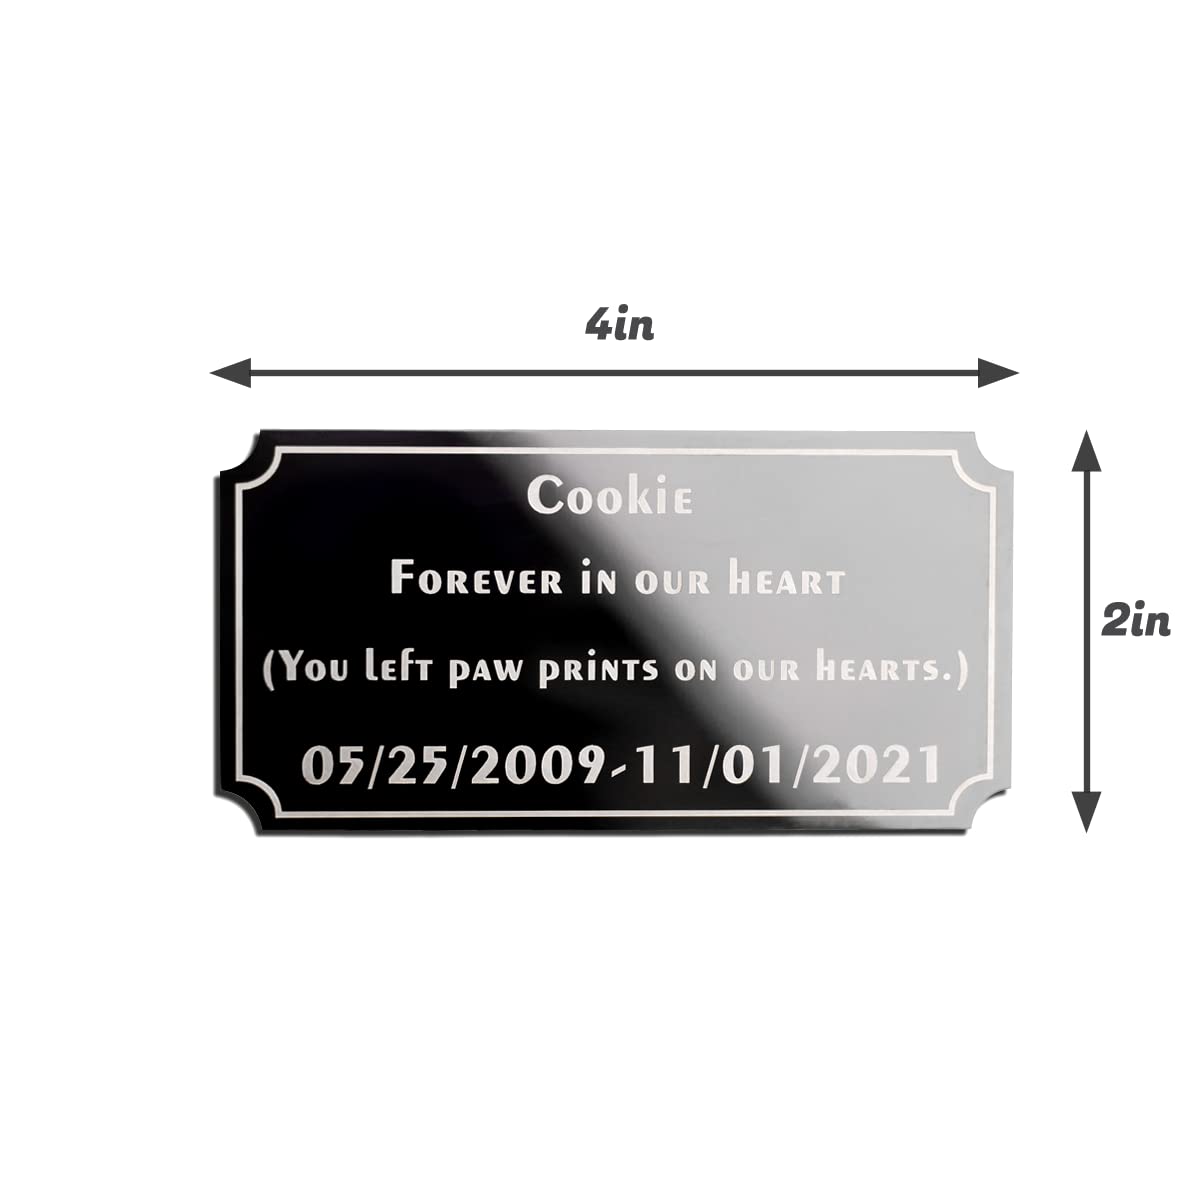 4in
Cookie
Forever in our heart
2in
(You left paw prints on our hearts.)
05/25/2009-11/01/2021